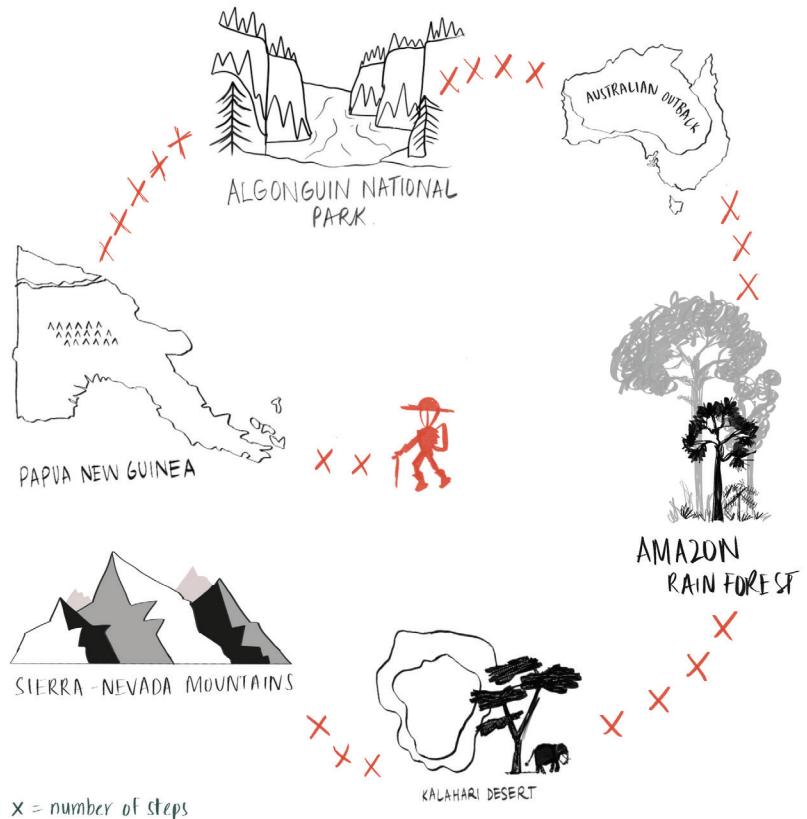 ALGONGUIN NATIONAL
PARK.
AUSTRALIAN OUTBACK
PAPUA NEW GUINEA
AMAZON
RAIN FOREST
SIERRA-NEVADA MOUNTAINS
KALAHARI DESERT
X = number of steps